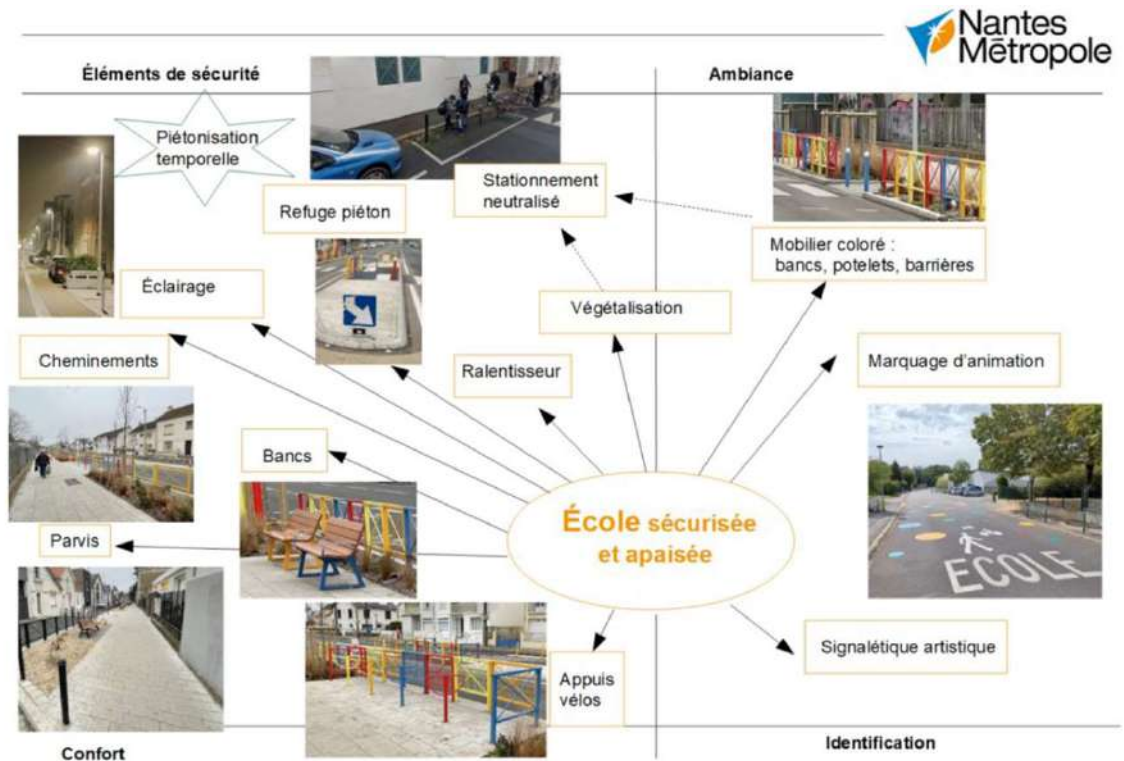 Nantes
Métropole
Éléments de sécurité
Ambiance
Piétonisation
temporelle
Stationnement
neutralisé
Refuge piéton
Mobilier coloré :
bancs, potelets, barrières
Éclairage
Végétalisation
Cheminements
Ralentisseur
Marquage d'animation
Bancs
École sécurisée
et apaisée
Parvis
ECOLE
Signalétique artistique
Appuis
vélos
Confort
Identification